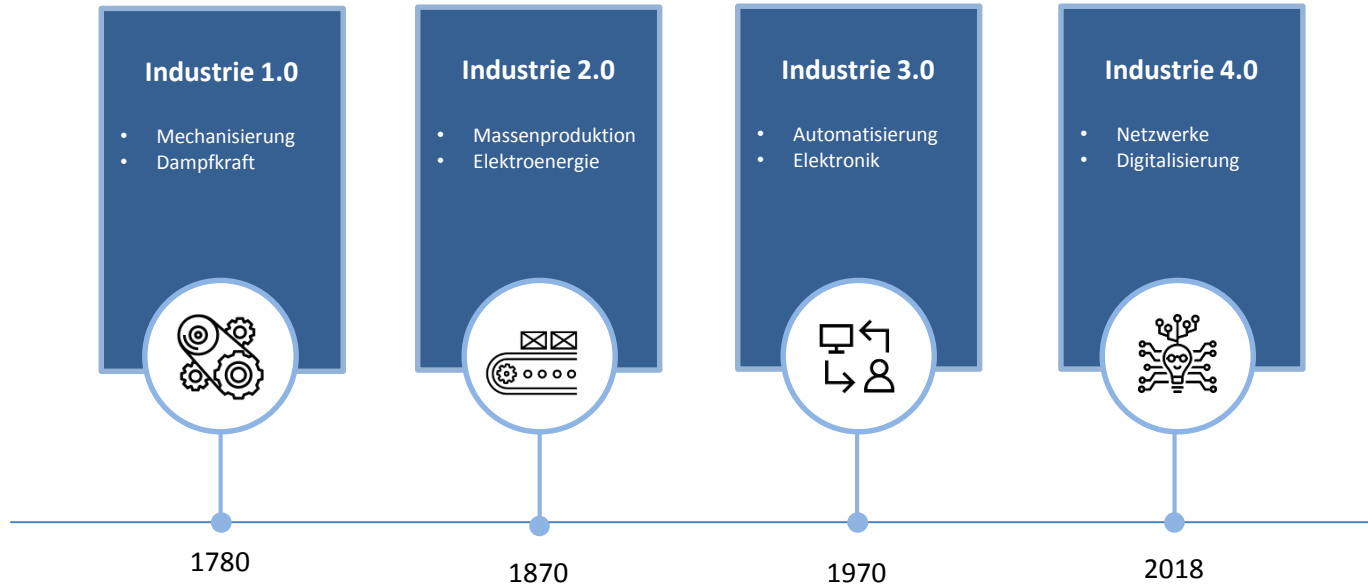 Industrie 1.0
• Mechanisierung
• Dampfkraft
Industrie 2.0
• Massenproduktion
• Elektroenergie
Industrie 3.0
• Automatisierung
• Elektronik
Industrie 4.0
• Netzwerke
• Digitalisierung
1780
1870
1970
2018